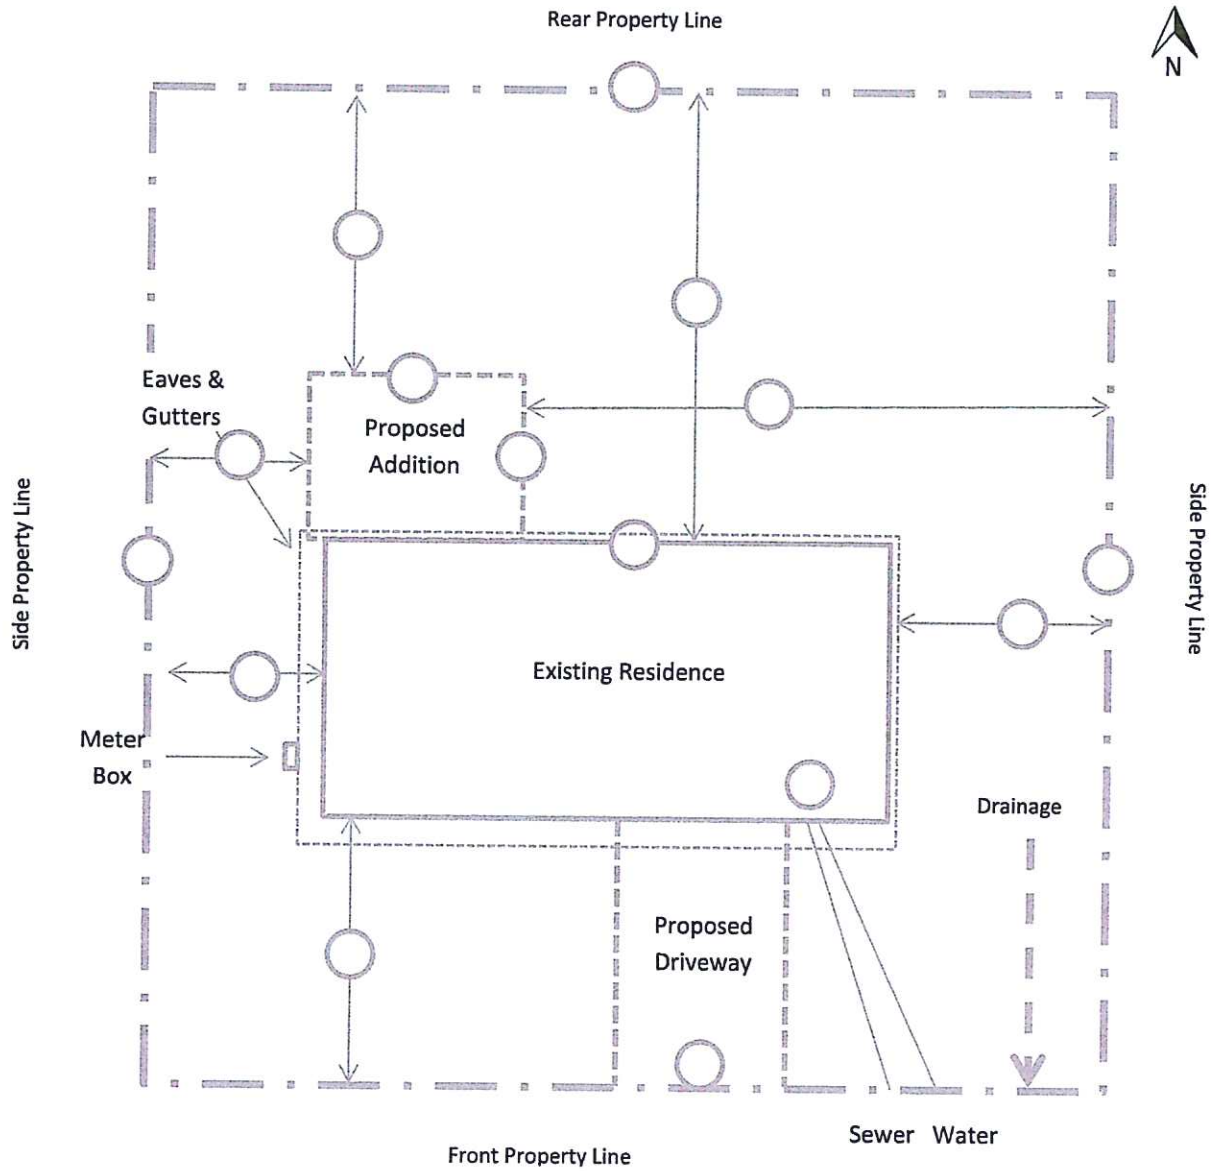 Rear Property Line
N
Eaves &
Gutters
Proposed
Addition
Side Property Line
Side Property Line
Existing Residence
Meter
Box
Drainage
Proposed
Driveway
Sewer Water
Front Property Line